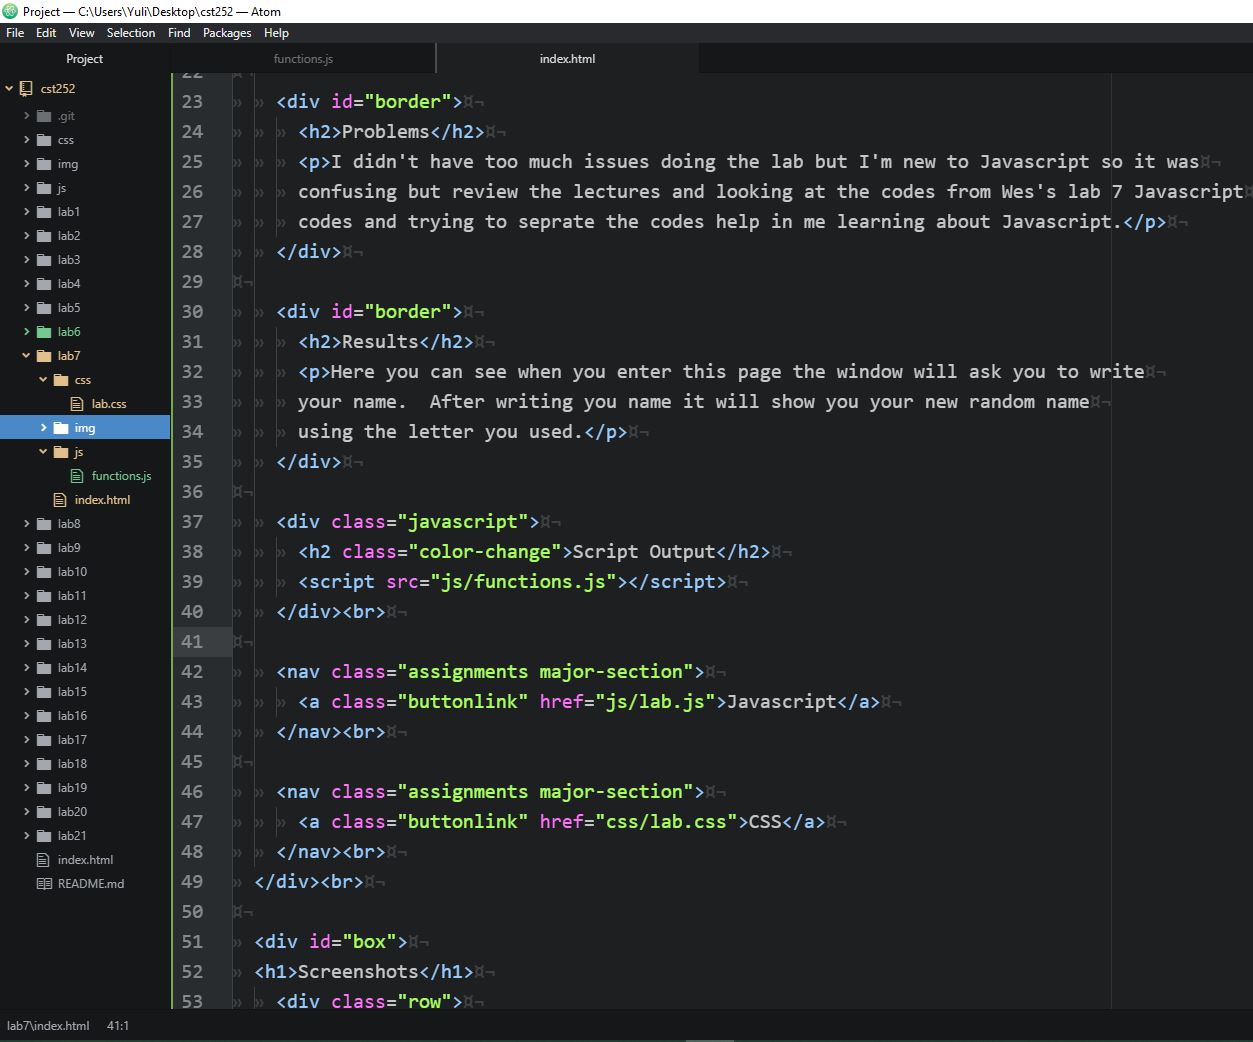 Project — C:\Users\Yuli\Desktop\cst252 — Atom
File Edit View Selection Find Packages Help
Project
functions.js
index.html
cst252
.git
css
img
js
lab1
lab2
lab3
lab4
lab5
lab6
lab7
css
lab.css
img
js
functions.js
index.html
lab8
lab9
lab10
lab11
lab12
lab13
lab14
lab15
lab16
lab17
lab18
lab19
lab20
lab21
index.html
README.md
22
23 <div id="border">
24 <h2>Problems</h2>
25 <p>I didn't have too much issues doing the lab but I'm new to Javascript so it was
26 confusing but review the lectures and looking at the codes from Wes's lab 7 Javascript
27 codes and trying to seprate the codes help in me learning about Javascript.</p>
28 </div>
29
30 <div id="border">
31 <h2>Results</h2>
32 <p>Here you can see when you enter this page the window will ask you to write
33 your name.  After writing you name it will show you your new random name
34 using the letter you used.</p>
35 </div>
36
37 <div class="javascript">
38 <h2 class="color-change">Script Output</h2>
39 <script src="js/functions.js"></script>
40 </div><br>
41
42 <nav class="assignments major-section">
43 <a class="buttonlink" href="js/lab.js">Javascript</a>
44 </nav><br>
45
46 <nav class="assignments major-section">
47 <a class="buttonlink" href="css/lab.css">CSS</a>
48 </nav><br>
49 </div><br>
50
51 <div id="box">
52 <h1>Screenshots</h1>
53 <div class="row">
lab7\index.html 41:1